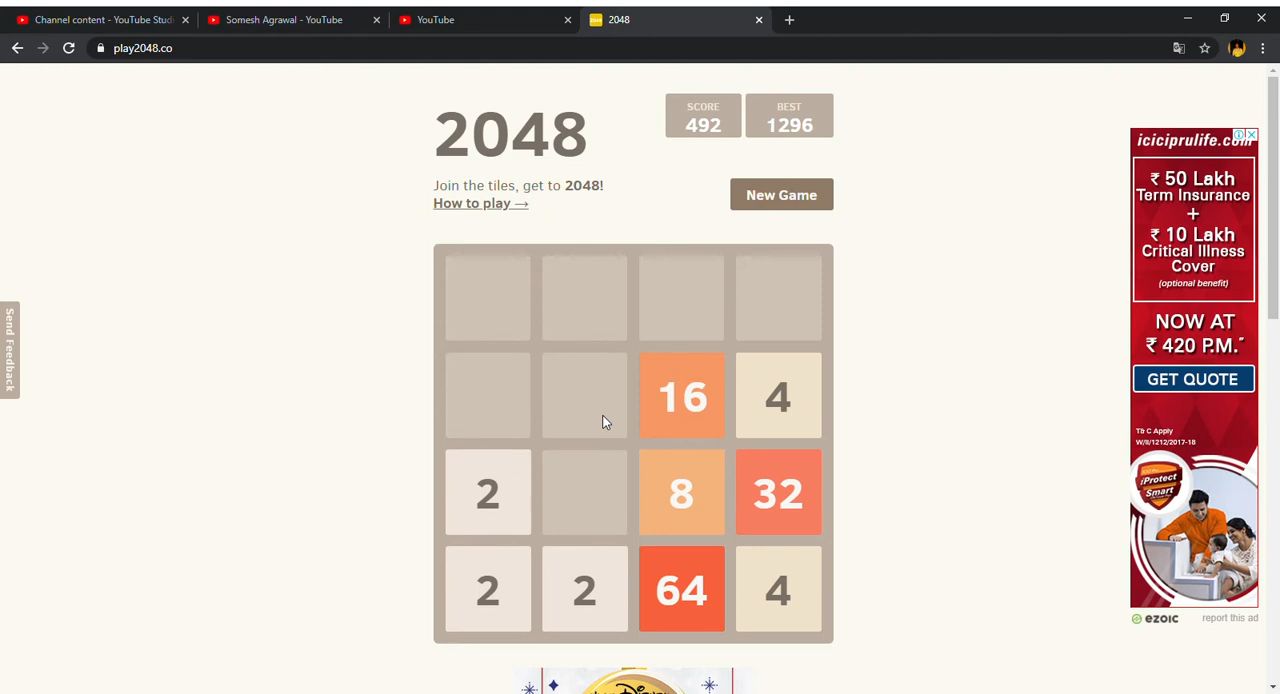 Channel content - YouTube Studi
Somesh Agrawal - YouTube
YouTube
2048
play2048.co
2048
SCORE
492
BEST
1296
Join the tiles, get to 2048!
How to play →
New Game
Send Feedback
16 4
2 8 32
2 2 64 4
iciciprulife.com
₹ 50 Lakh
Term Insurance
+
₹ 10 Lakh
Critical Illness
Cover
(optional benefit)
NOW AT
₹ 420 P.M.*
GET QUOTE
T& C Apply
W/II/1212/2017-18
iProtect
Smart
ezoic
report this ad